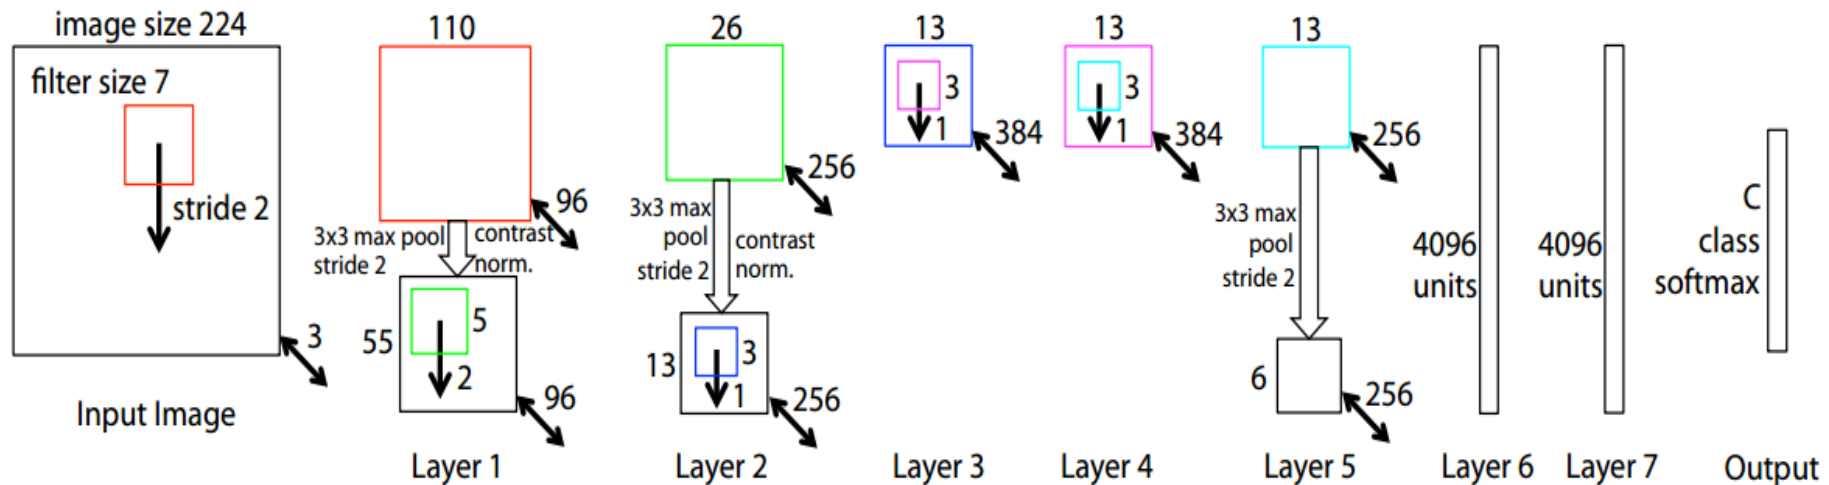 image size 224
filter size 7
stride 2
3
Input Image
110
96
3x3 max pool
stride 2
contrast
norm.
55
5
2
96
Layer 1
26
256
3x3 max
pool
stride 2
contrast
norm.
13
3
1
256
Layer 2
13
3
1
384
Layer 3
13
3
1
384
Layer 4
13
256
3x3 max
pool
stride 2
6
256
Layer 5
4096
units
Layer 6
4096
units
Layer 7
C
class
softmax
Output